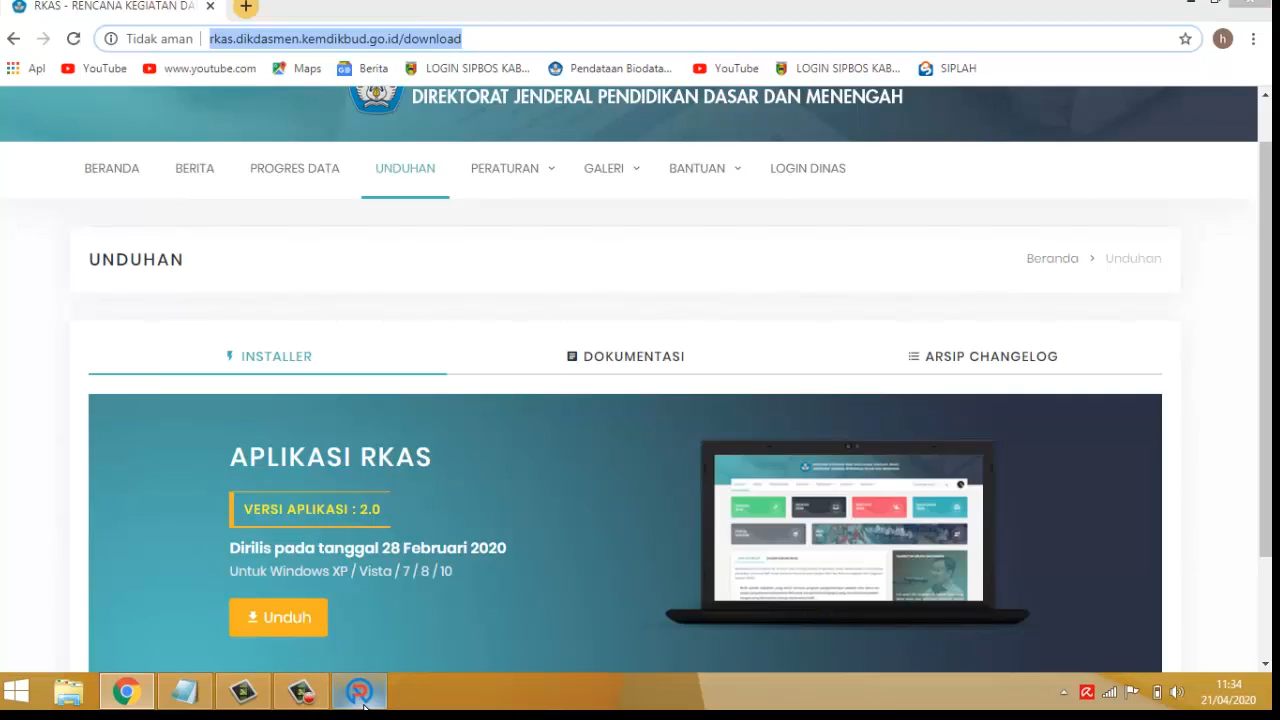 RKAS - RENCANA KEGIATAN DA
Tidak aman
rkas.dikdasmen.kemdikbud.go.id/download
h
Apl
YouTube
www.youtube.com
Maps
Berita
LOGIN SIPBOS KAB...
Pendataan Biodata...
YouTube
LOGIN SIPBOS KAB...
SIPLAH
DIREKTORAT JENDERAL PENDIDIKAN DASAR DAN MENENGAH
BERANDA
BERITA
PROGRES DATA
UNDUHAN
PERATURAN
GALERI
BANTUAN
LOGIN DINAS
UNDUHAN
Beranda > Unduhan
INSTALLER
DOKUMENTASI
ARSIP CHANGELOG
APLIKASI RKAS
VERSI APLIKASI : 2.0
Dirilis pada tanggal 28 Februari 2020
Untuk Windows XP / Vista / 7 / 8 / 10
Unduh
11:34
21/04/2020